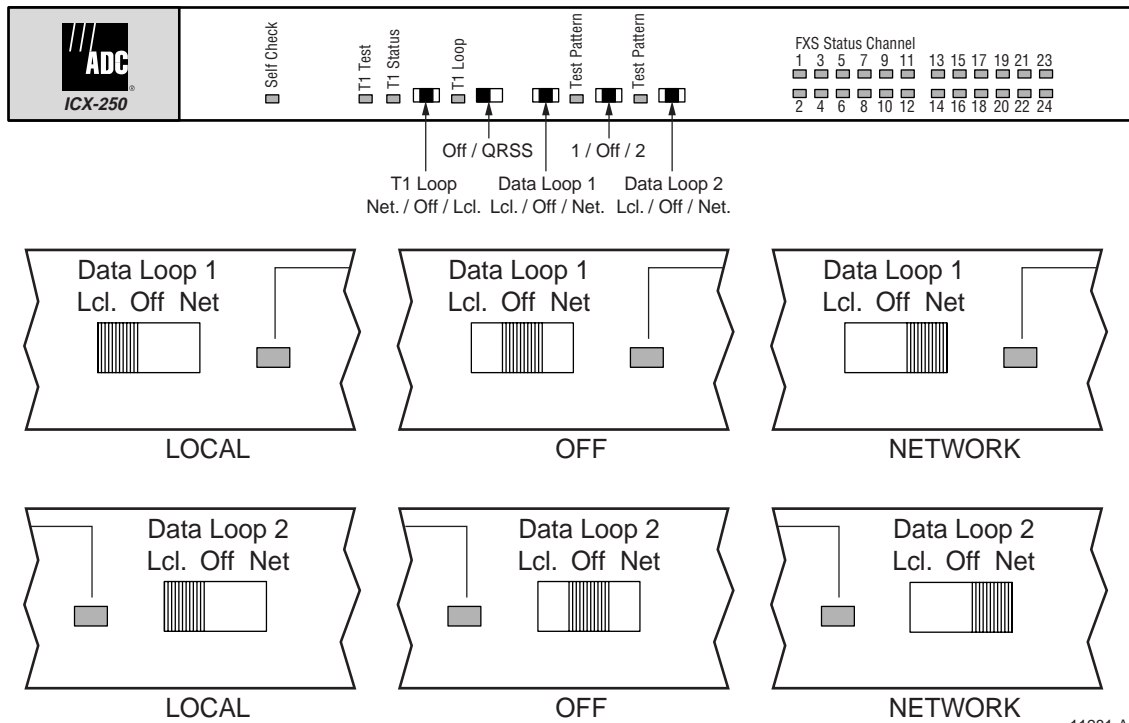 ADC
®
ICX-250
Self Check
T1 Test
T1 Status
T1 Loop
Test Pattern
Test Pattern
FXS Status Channel
1 3 5 7 9 11 13 15 17 19 21 23
2 4 6 8 10 12 14 16 18 20 22 24
Off / QRSS 1 / Off / 2
T1 Loop Data Loop 1 Data Loop 2
Net. / Off / Lcl. Lcl. / Off / Net. Lcl. / Off / Net.
Data Loop 1 Data Loop 1 Data Loop 1
Lcl. Off Net Lcl. Off Net Lcl. Off Net
LOCAL OFF NETWORK
Data Loop 2 Data Loop 2 Data Loop 2
Lcl. Off Net Lcl. Off Net Lcl. Off Net
LOCAL OFF NETWORK